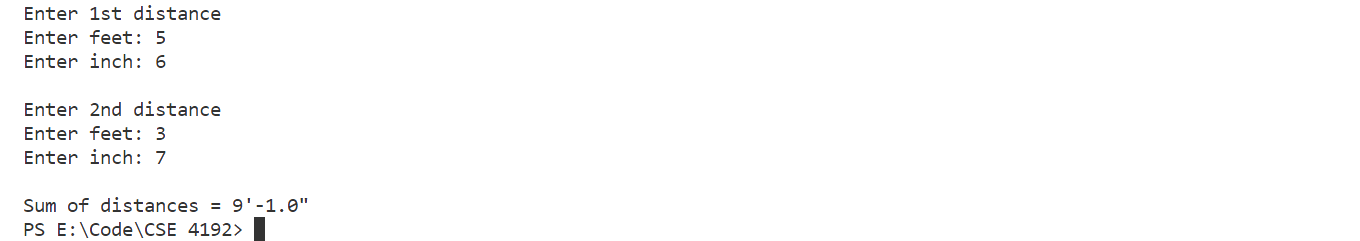 Enter 1st distance
Enter feet: 5
Enter inch: 6
Enter 2nd distance
Enter feet: 3
Enter inch: 7
Sum of distances = 9'-1.0"
PS E:\Code\CSE 4192>